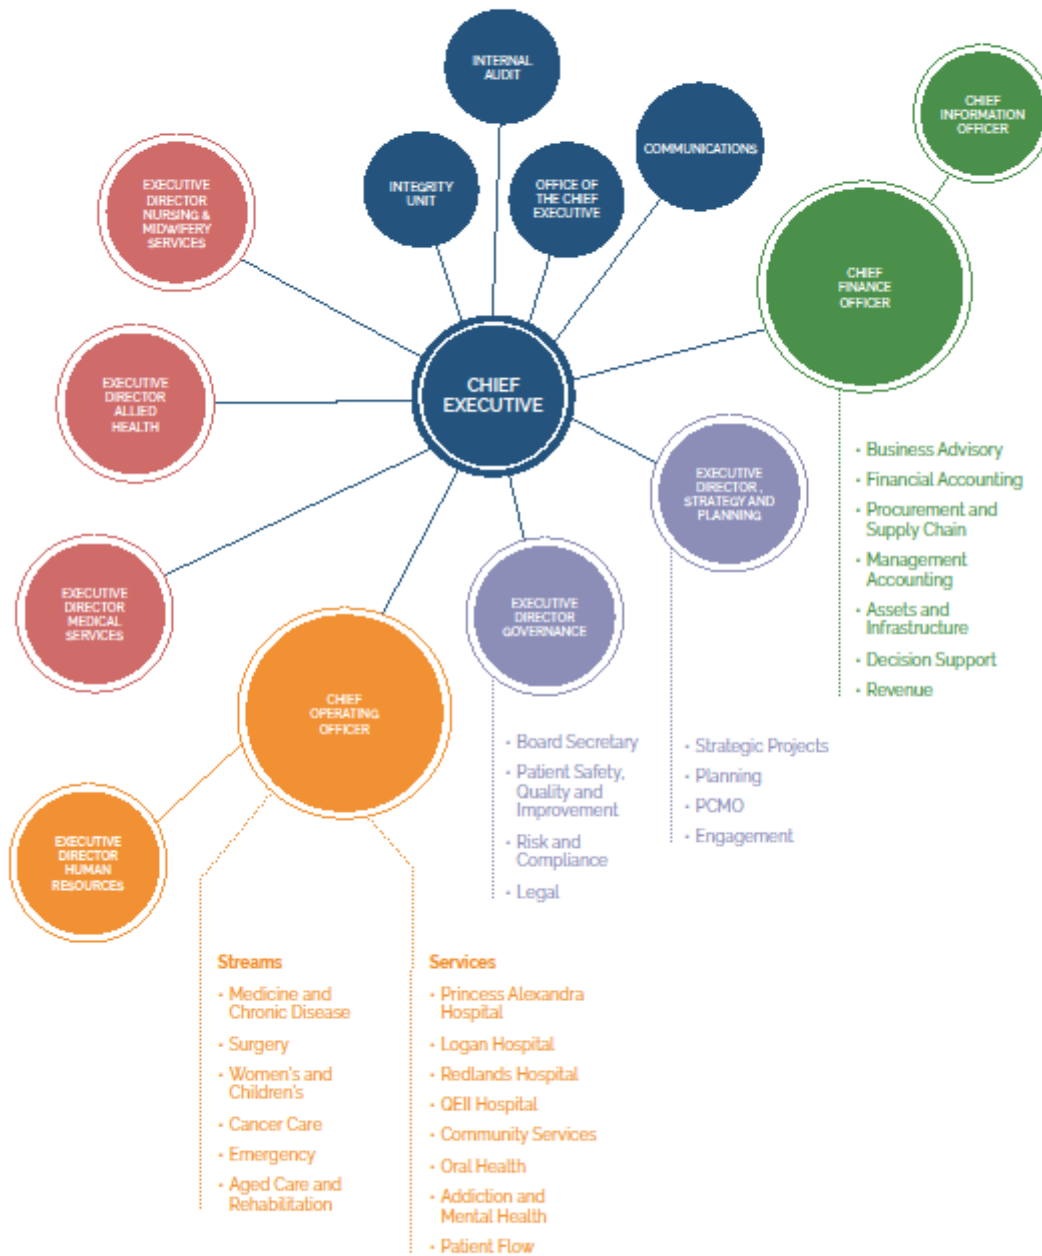 INTERNAL
AUDIT
INTEGRITY
UNIT
OFFICE OF
THE CHIEF
EXECUTIVE
COMMUNICATIONS
CHIEF
INFORMATION
OFFICER
EXECUTIVE
DIRECTOR
NURSING &
MIDWIFERY
SERVICES
CHIEF
FINANCE
OFFICER
EXECUTIVE
DIRECTOR
ALLIED
HEALTH
CHIEF
EXECUTIVE
EXECUTIVE
DIRECTOR ,
STRATEGY AND
PLANNING
EXECUTIVE
DIRECTOR
MEDICAL
SERVICES
EXECUTIVE
DIRECTOR
GOVERNANCE
CHIEF
OPERATING
OFFICER
EXECUTIVE
DIRECTOR
HUMAN
RESOURCES
• Business Advisory
• Financial Accounting
• Procurement and
Supply Chain
• Management
Accounting
• Assets and
Infrastructure
• Decision Support
• Revenue
• Board Secretary
• Patient Safety,
Quality and
Improvement
• Risk and
Compliance
• Legal
• Strategic Projects
• Planning
• PCMO
• Engagement
Streams
• Medicine and
Chronic Disease
• Surgery
• Women's and
Children's
• Cancer Care
• Emergency
• Aged Care and
Rehabilitation
Services
• Princess Alexandra
Hospital
• Logan Hospital
• Redlands Hospital
• QEII Hospital
• Community Services
• Oral Health
• Addiction and
Mental Health
• Patient Flow